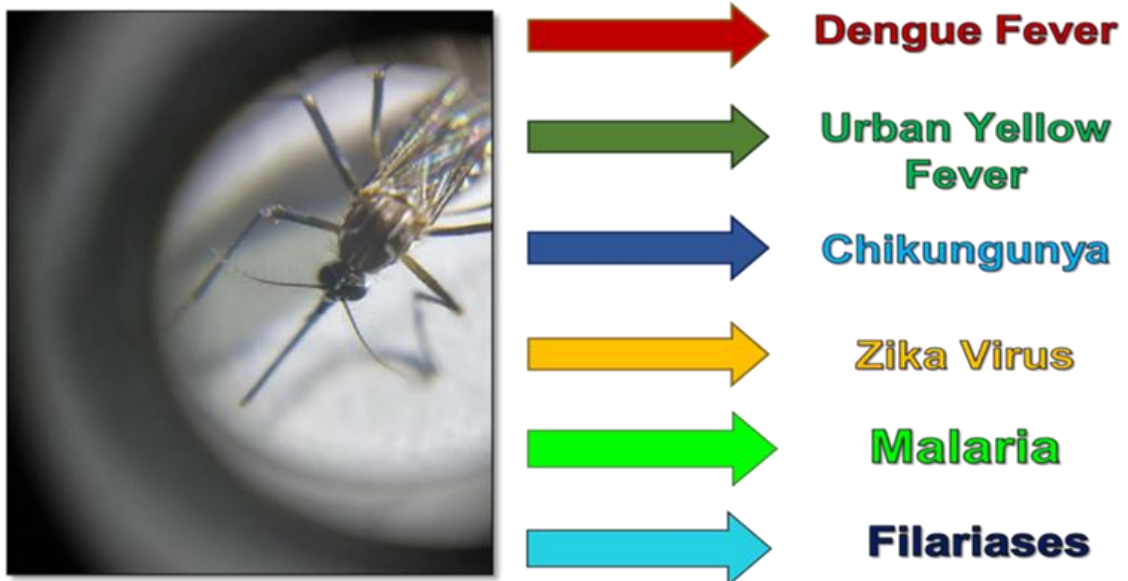 Dengue Fever
Urban Yellow
Fever
Chikungunya
Zika Virus
Malaria
Filariases